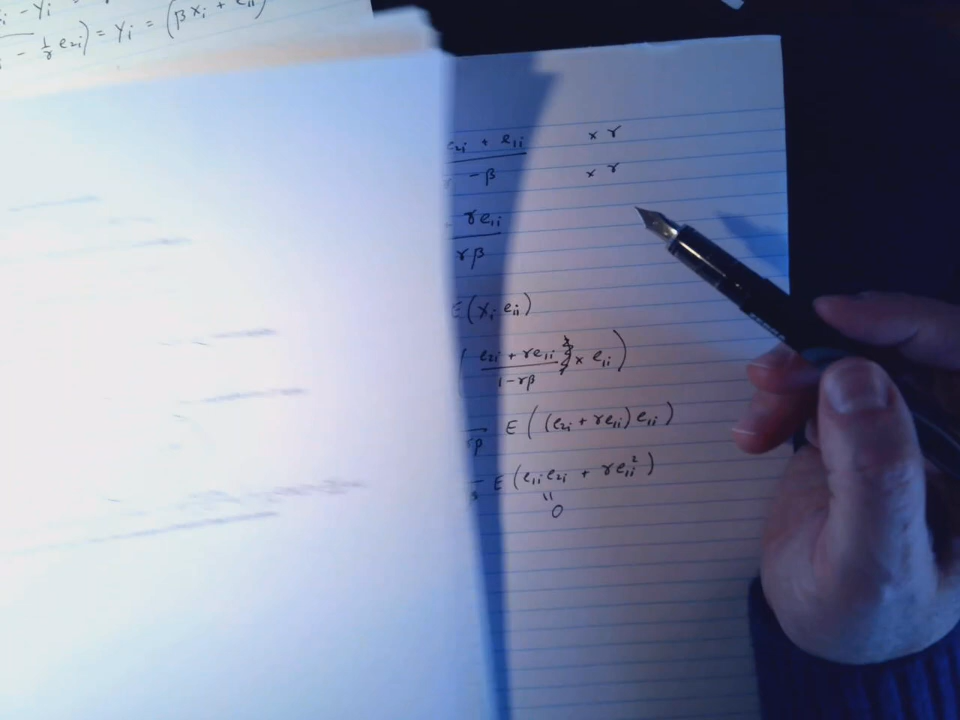 - yᵢ
- 1/γ e₂ᵢ) = yᵢ = (βxᵢ + e₁ᵢ)
e₂ᵢ + e₁ᵢ × γ
- β × γ
γe₁ᵢ
γβ
E(xᵢ e₁ᵢ)
( e₂ᵢ + γe₁ᵢ × e₁ᵢ)
1 - γβ
γβ E((e₂ᵢ + γe₁ᵢ)e₁ᵢ)
E(e₁ᵢe₂ᵢ + γe₁ᵢ²)
"
0